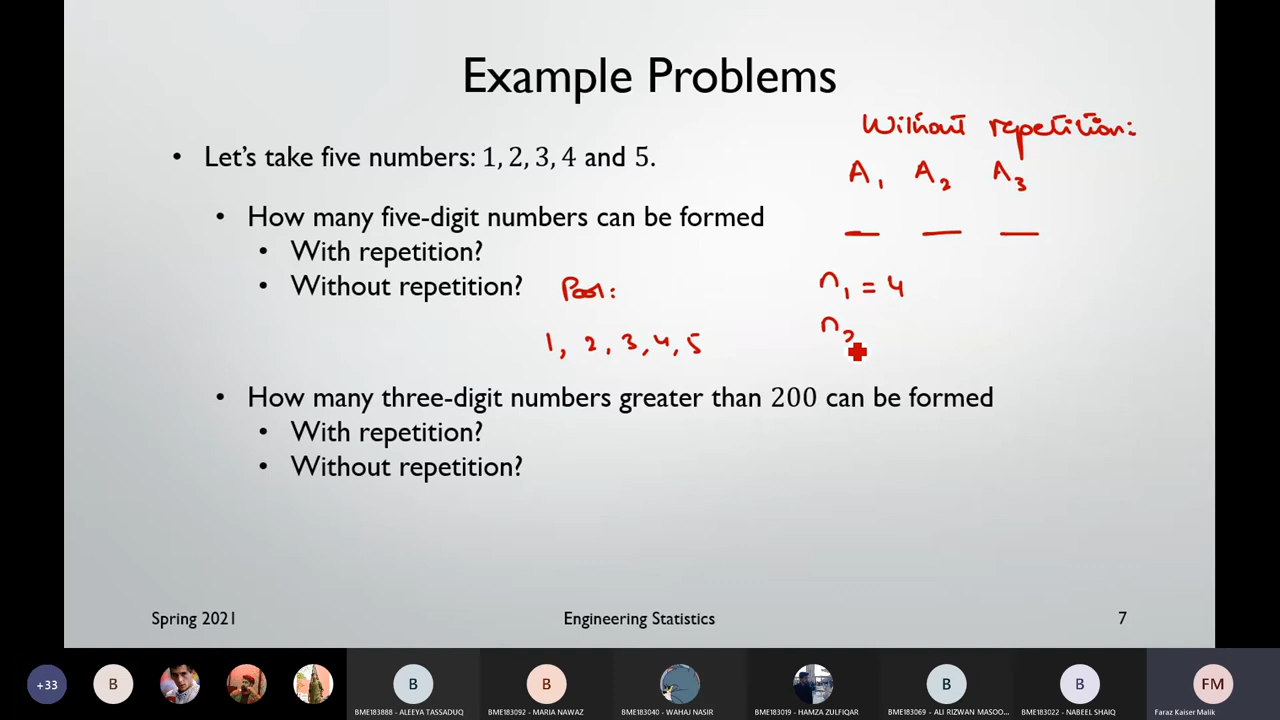 Example Problems
Without repetition:
• Let's take five numbers: 1, 2, 3, 4 and 5.
A1 A2 A3
• How many five-digit numbers can be formed
• With repetition?
• Without repetition?
Pool:
n1 = 4
1, 2, 3, 4, 5
n2
• How many three-digit numbers greater than 200 can be formed
• With repetition?
• Without repetition?
Spring 2021
Engineering Statistics
7
+33
B
B
B
B
B
FM
BME183888 - ALEEYA TASSADUQ
BME183092 - MARIA NAWAZ
BME183040 - WAHAJ NASIR
BME183019 - HAMZA ZULFIQAR
BME183069 - ALI RIZWAN MASOO...
BME183022 - NABEEL SHAIQ
Faraz Kaiser Malik